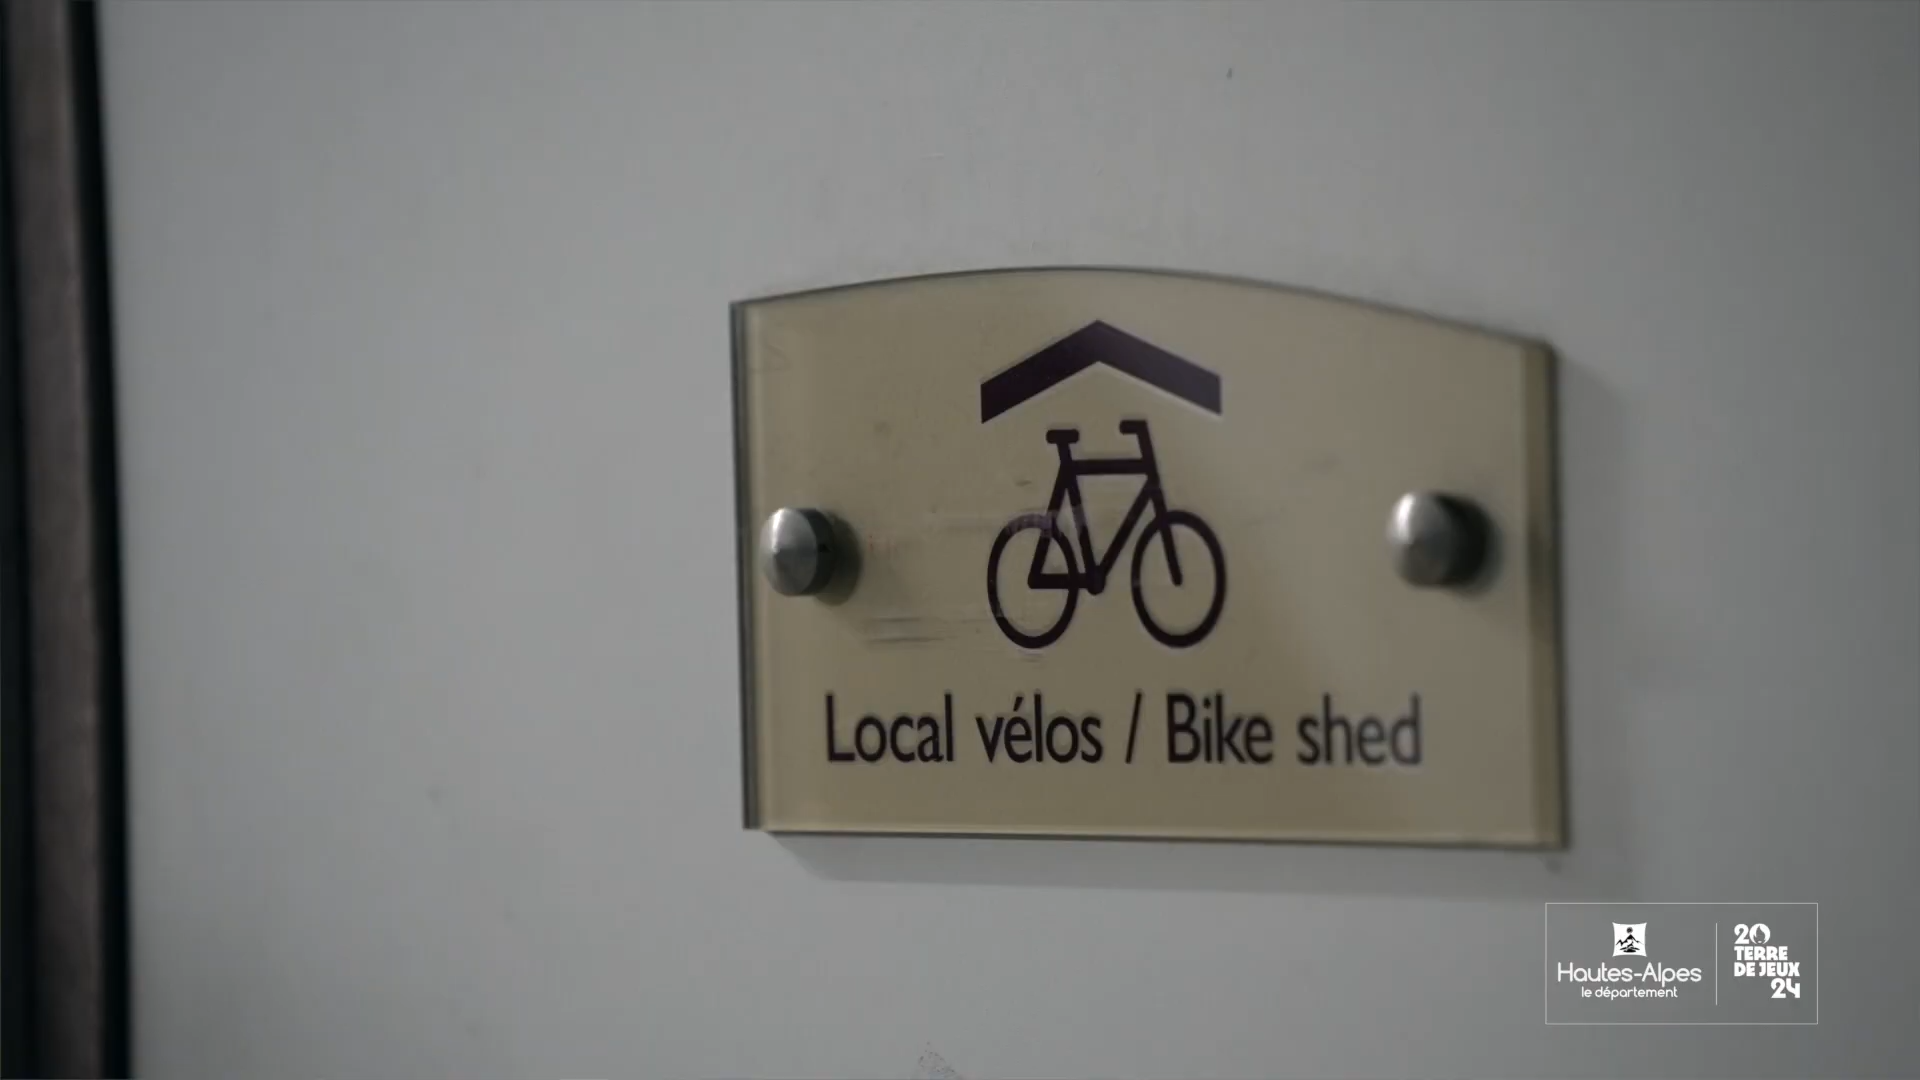 Local vélos / Bike shed
Hautes-Alpes
le département
20
TERRE
DE JEUX
24